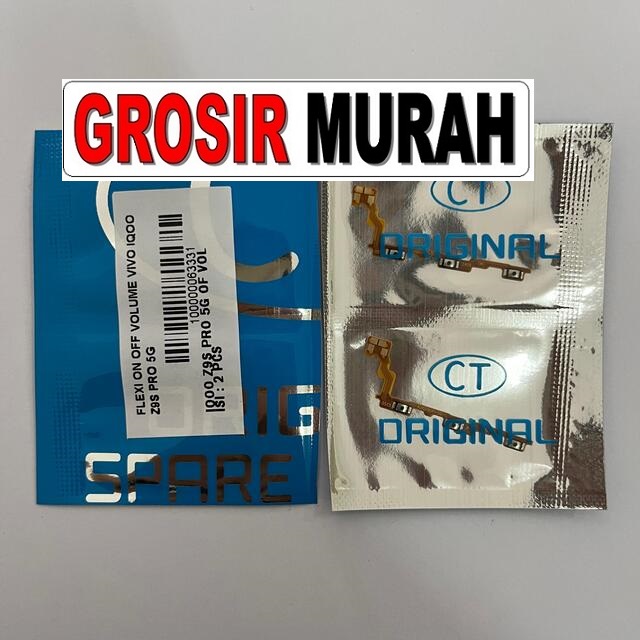 GROSIR MURAH
FLEXI ON OFF VOLUME VIVO IQOO
Z9S PRO 5G
100000063331
IQOO Z9S PRO 5G OF VOL
ISI : 2 PCS
ORIG
SPARE
CT
ORIGINAL
CT
ORIGINAL